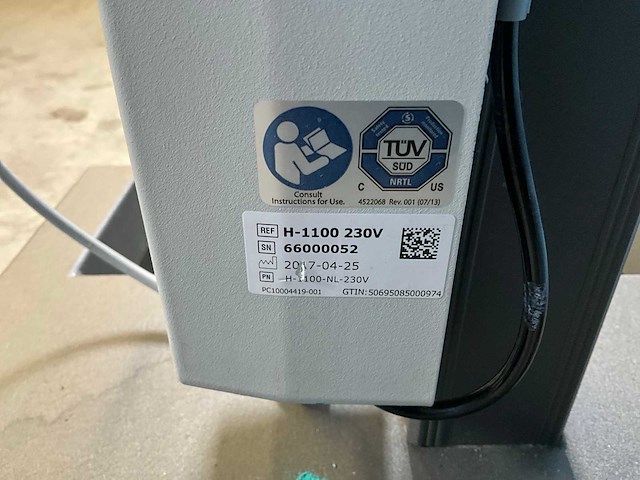 Consult
Instructions for Use.
TÜV
SÜD
NRTL
C US
4522068 Rev. 001 (07/13)
REF H-1100 230V
SN 66000052
2017-04-25
PN H-1100-NL-230V
PC10004419-001 GTIN:50695085000974